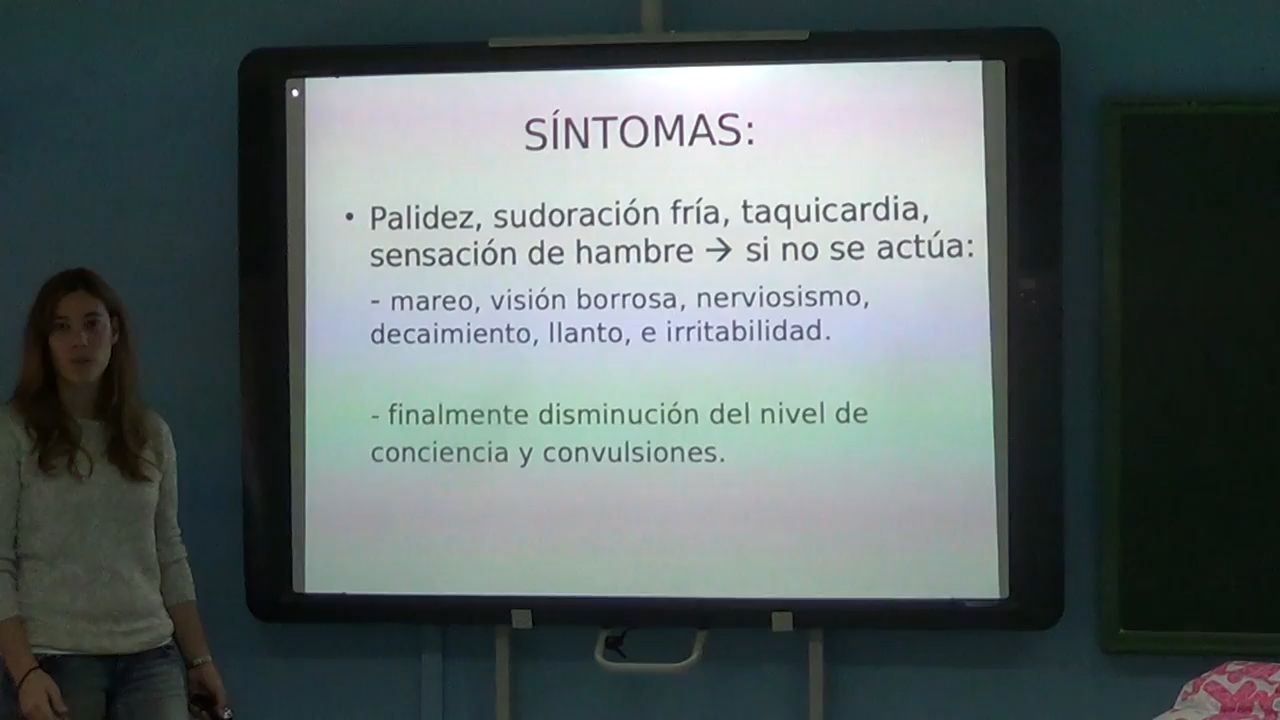 SÍNTOMAS:
• Palidez, sudoración fría, taquicardia,
sensación de hambre → si no se actúa:
- mareo, visión borrosa, nerviosismo,
decaimiento, llanto, e irritabilidad.
- finalmente disminución del nivel de
conciencia y convulsiones.